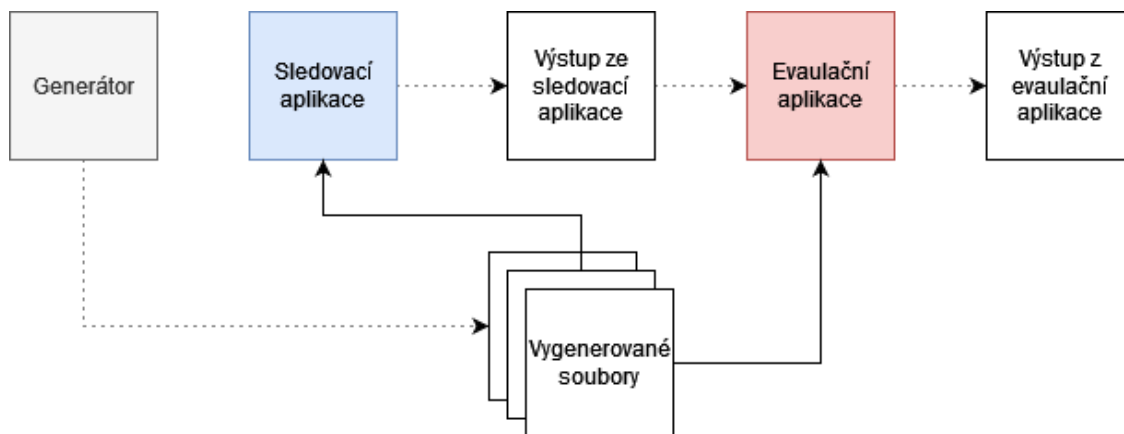 Generátor
Sledovací
aplikace
Výstup ze
sledovací
aplikace
Evaulační
aplikace
Výstup z
evaulační
aplikace
Vygenerované
soubory